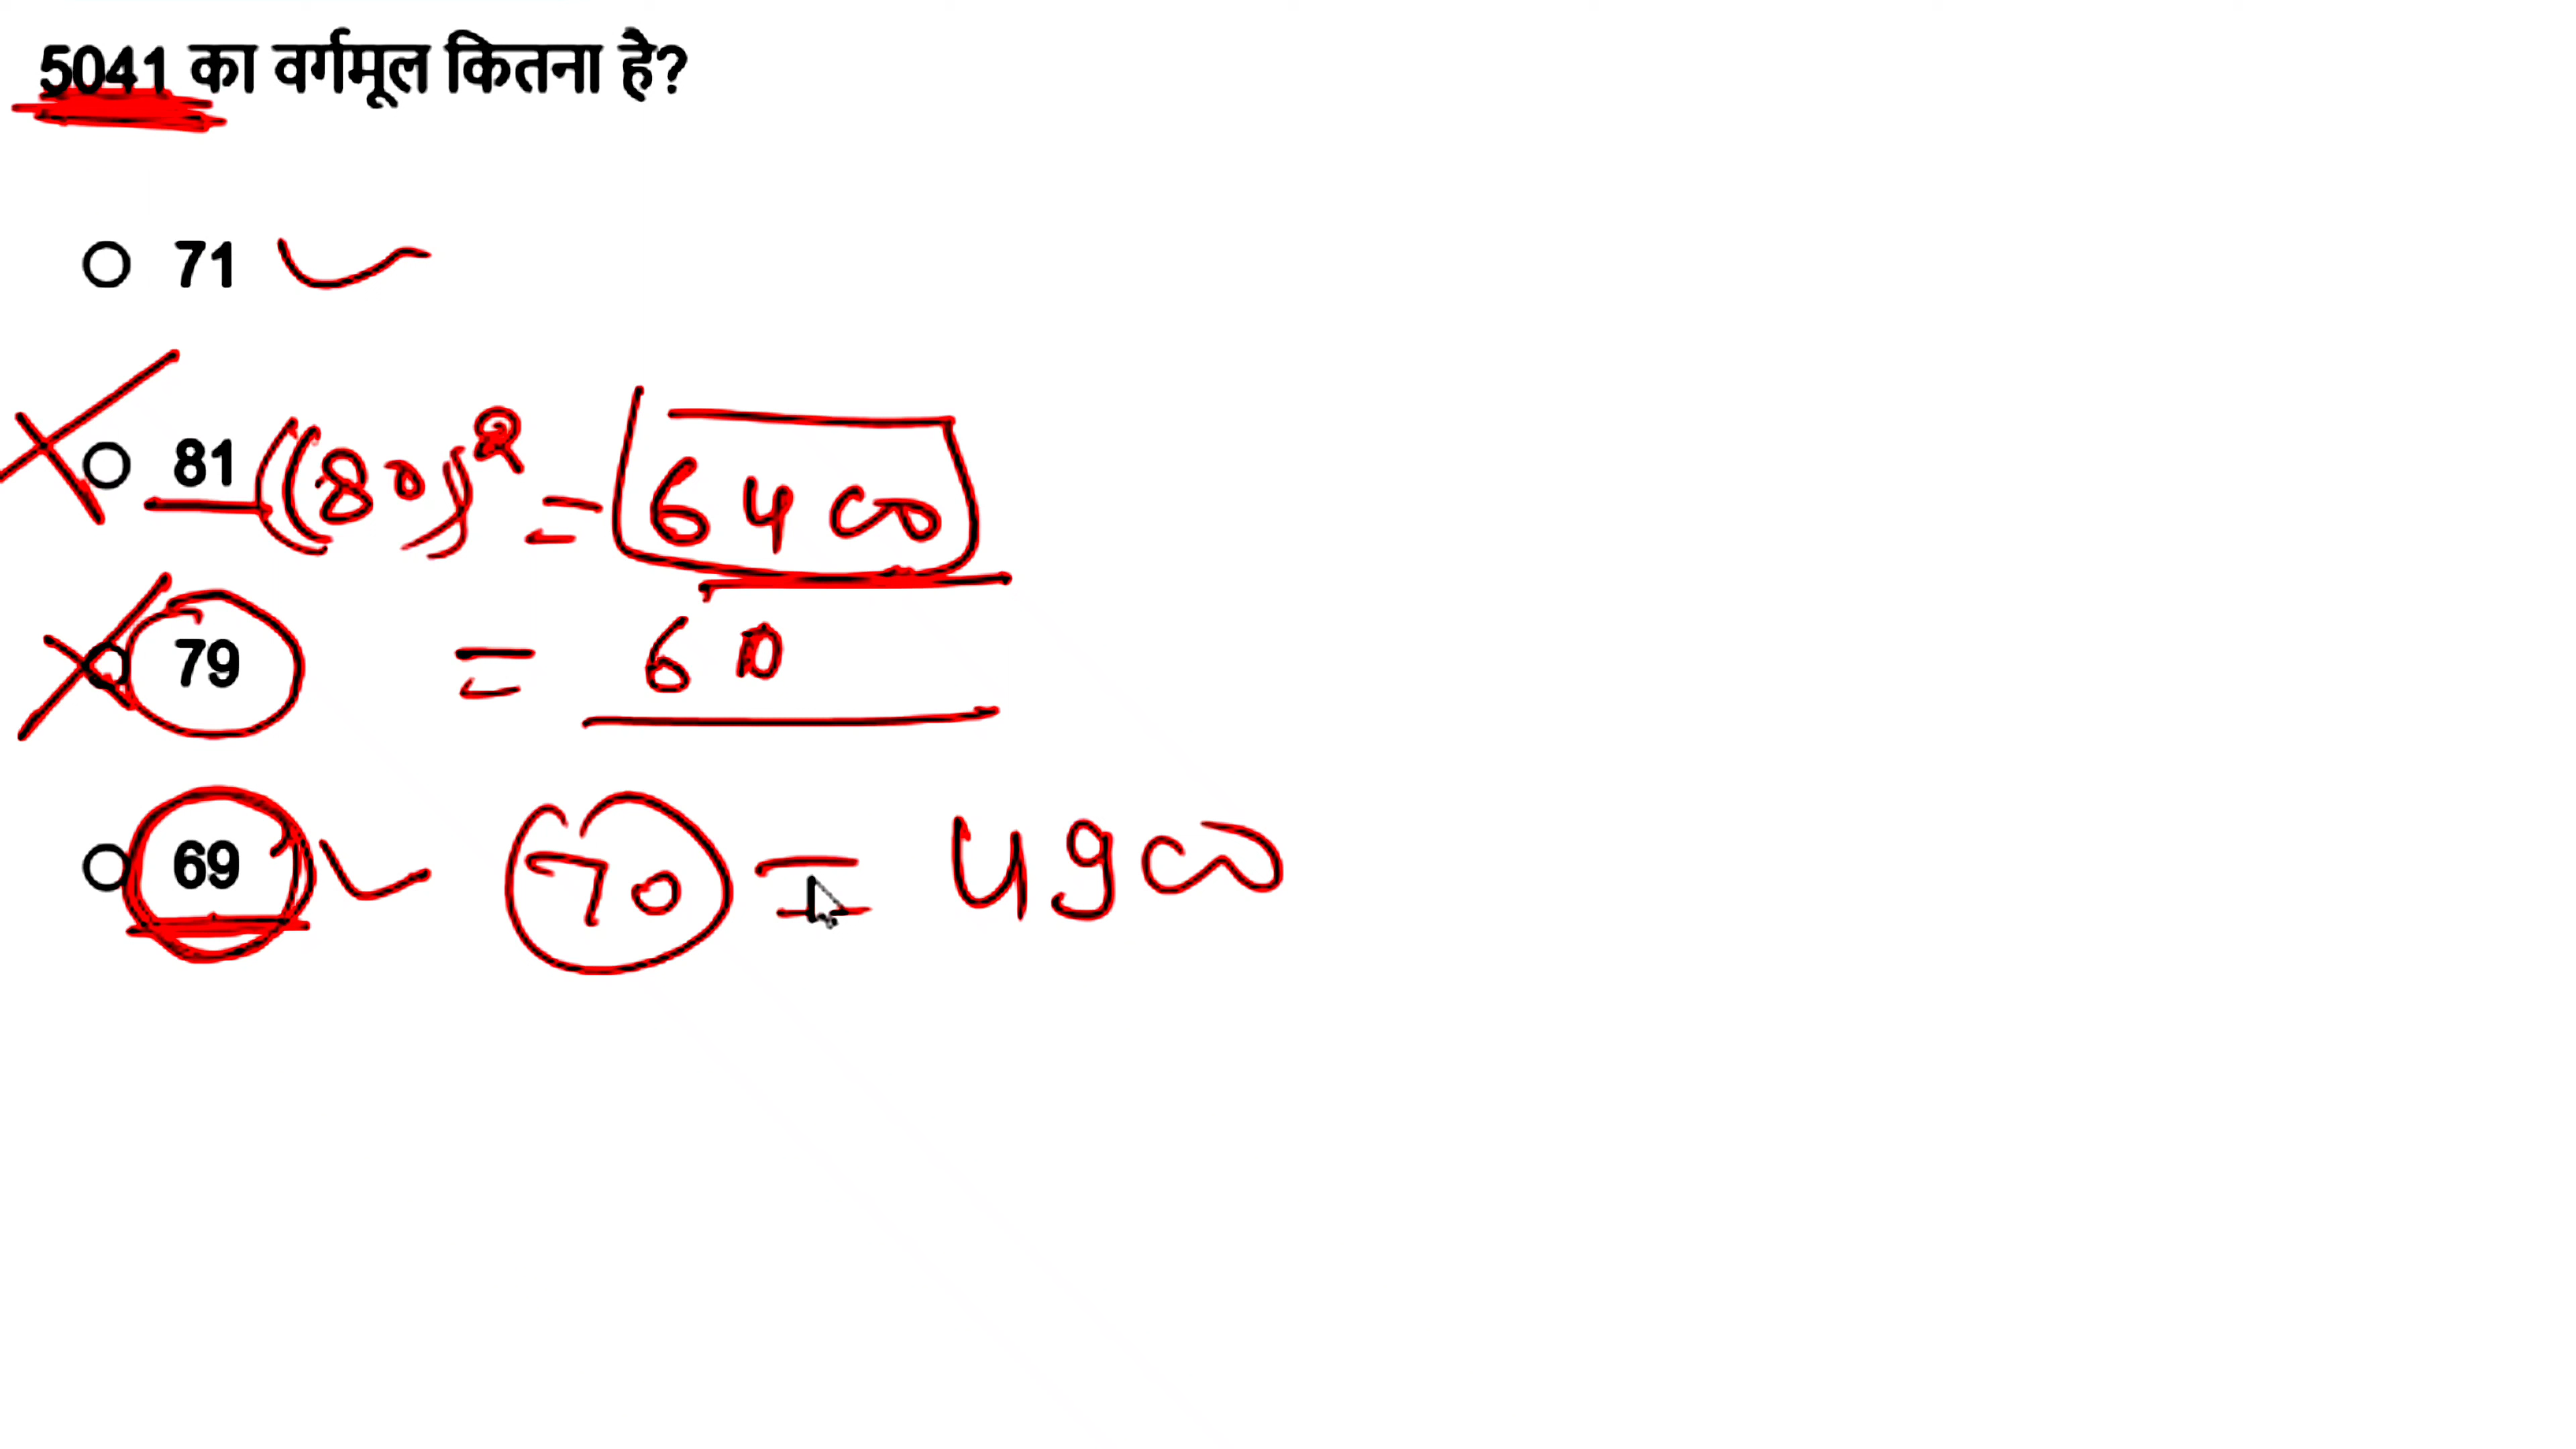 5041 का वर्गमूल कितना है?
71
81 (80)² = 6400
79 = 60
69 70 = 4900